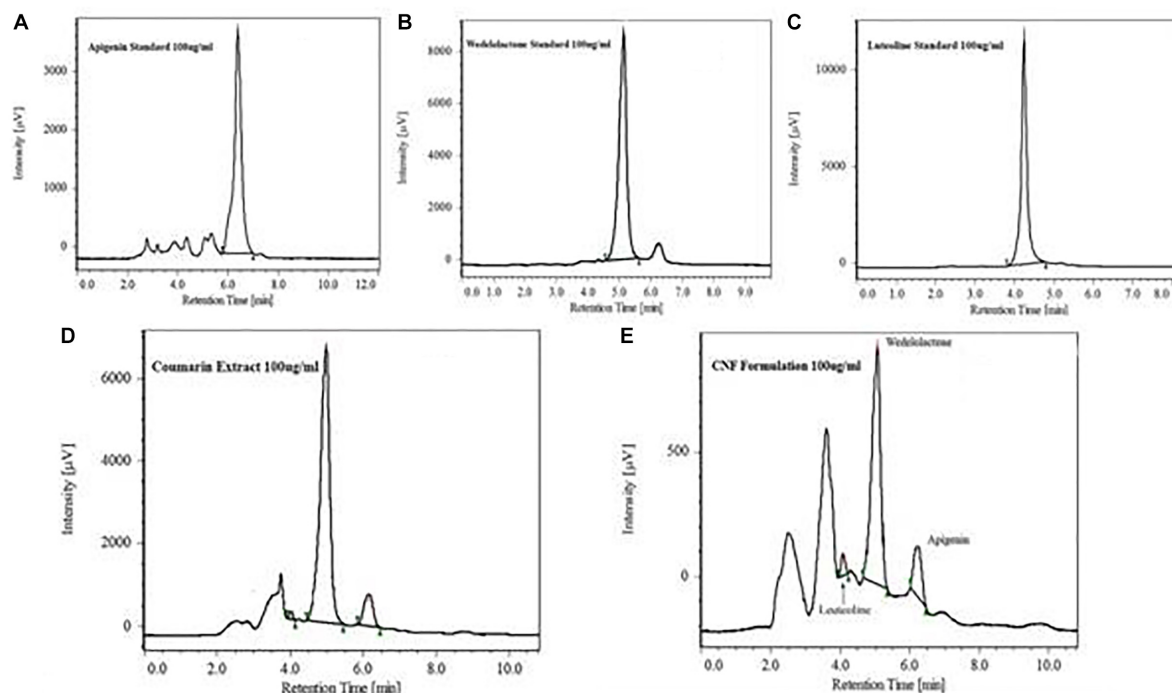 A
Apigenin Standard 100ug/ml
Intensity [µV]
3000
2000
1000
0
0.0 2.0 4.0 6.0 8.0 10.0 12.0
Retention Time [min]
B
Wedelolactone Standard 100ug/ml
Intensity [µV]
8000
6000
4000
2000
0
0.0 1.0 2.0 3.0 4.0 5.0 6.0 7.0 8.0 9.0
Retention Time [min]
C
Luteoline Standard 100ug/ml
Intensity [µV]
10000
5000
0
0.0 1.0 2.0 3.0 4.0 5.0 6.0 7.0 8.0
Retention Time [min]
D
Coumarin Extract 100ug/ml
Intensity [µV]
6000
4000
2000
0
0.0 4.0 6.0 8.0 10.0
Retention Time [min]
E
Wedelolactone
CNF Formulation 100ug/ml
Intensity [µV]
500
0
Apigenin
Leuteoline
0.0 2.0 4.0 6.0 8.0 10.0
Retention Time [min]